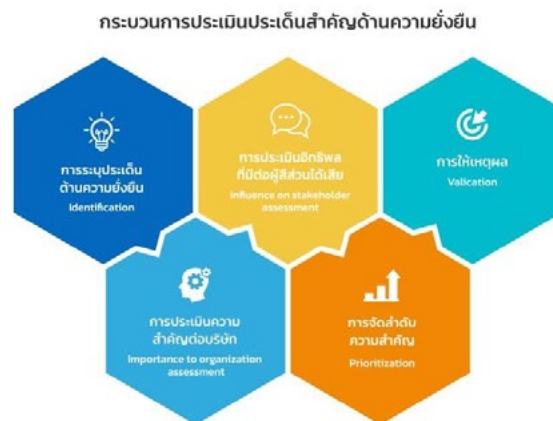 กระบวนการประเมินประเด็นสำคัญด้านความยั่งยืน
การระบุประเด็น
ด้านความยั่งยืน
Identification
การประเมินความ
สำคัญต่อบริษัท
Importance to organization
assessment
การประเมินอิทธิพล
ที่มีต่อผู้มีส่วนได้เสีย
Influence on stakeholder
assessment
การจัดลำดับ
ความสำคัญ
Prioritization
การให้เหตุผล
Valication